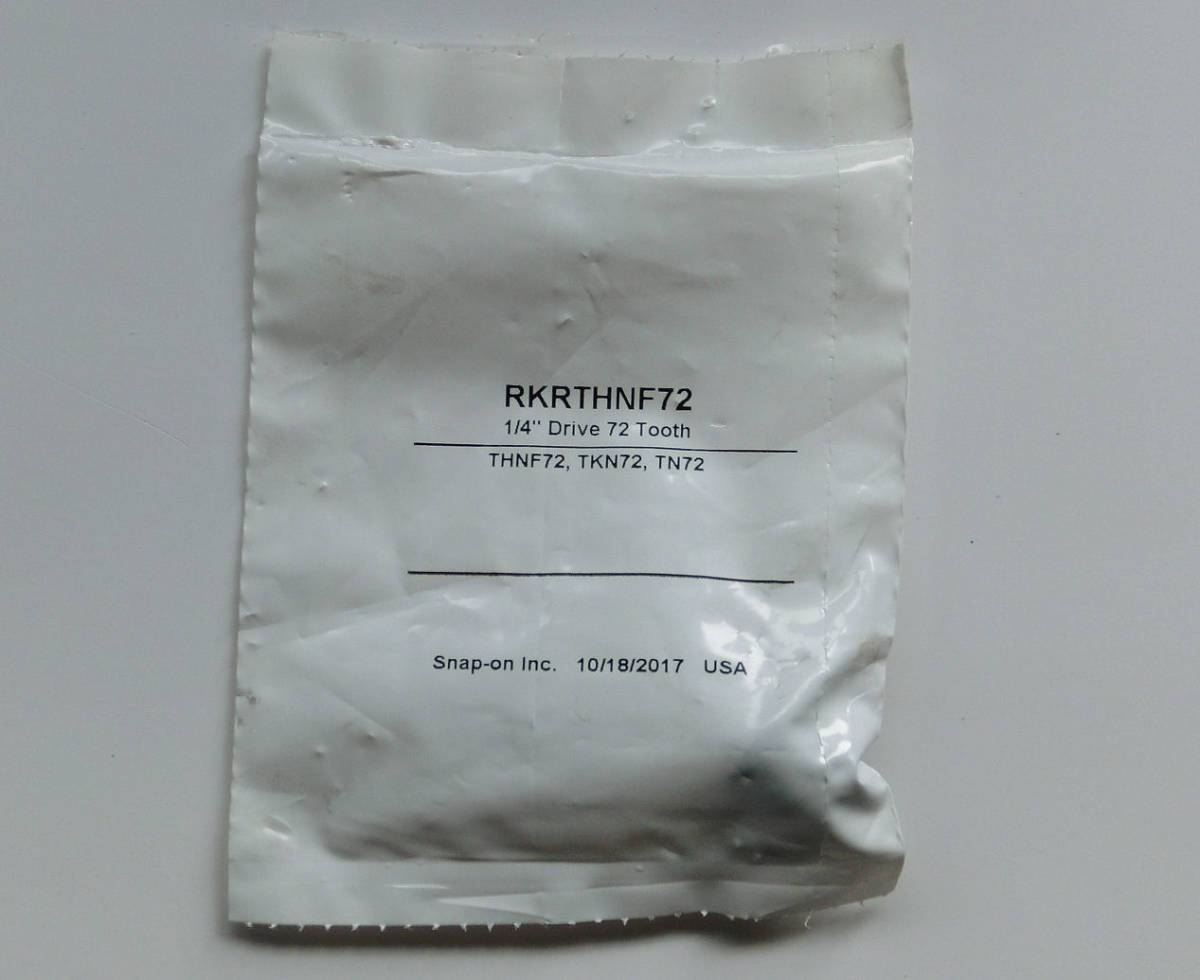 RKRTHNF72
1/4" Drive 72 Tooth
THNF72, TKN72, TN72
Snap-on Inc. 10/18/2017 USA